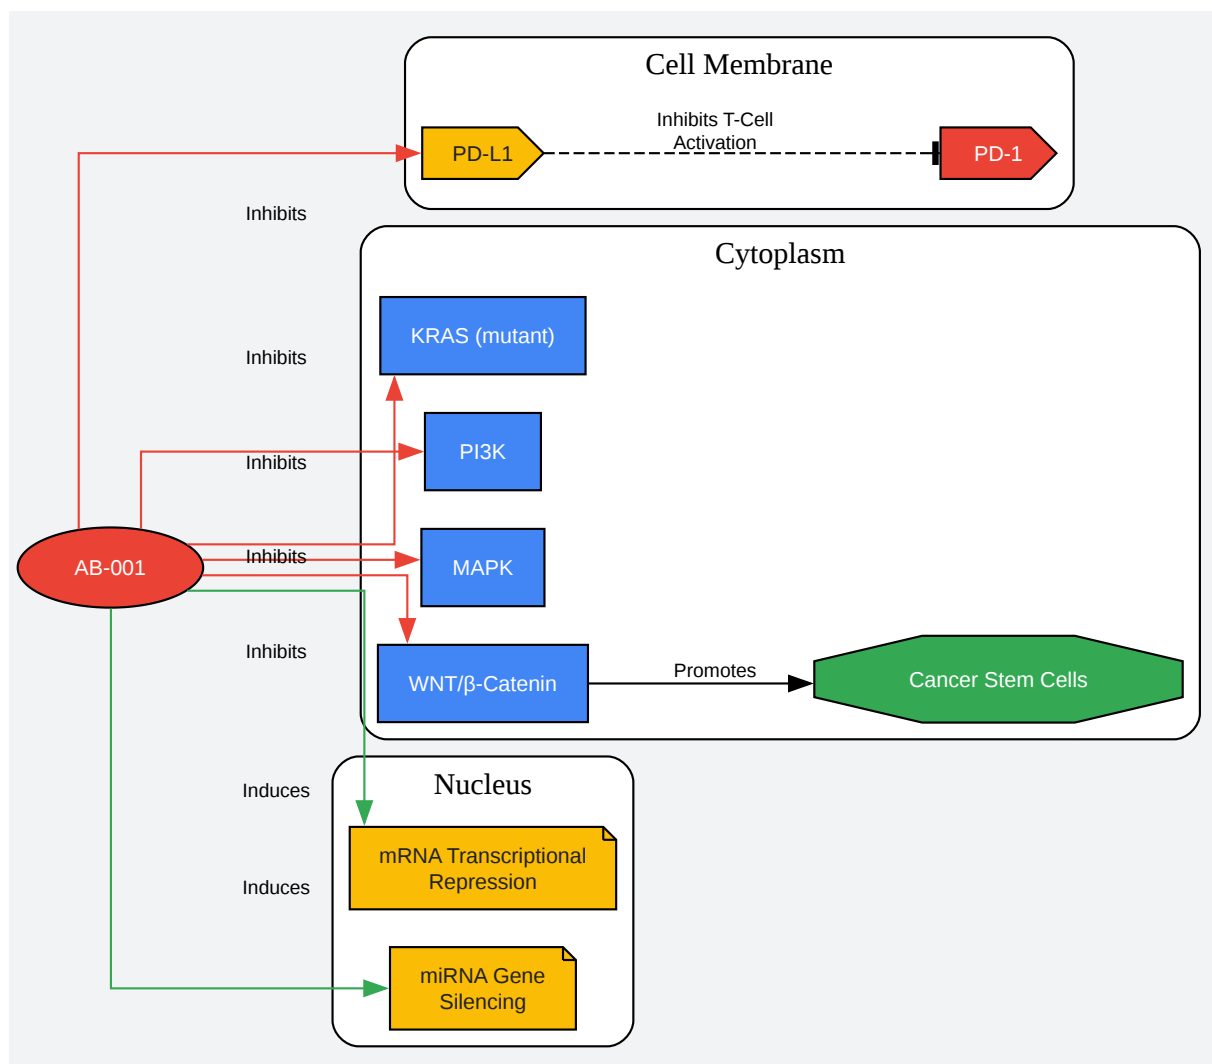 Cell Membrane
Inhibits T-Cell
Activation
PD-L1
PD-1
Inhibits
Cytoplasm
KRAS (mutant)
Inhibits
PI3K
Inhibits
Inhibits
AB-001
MAPK
Inhibits
WNT/β-Catenin
Promotes
Cancer Stem Cells
Nucleus
Induces
mRNA Transcriptional
Repression
Induces
miRNA Gene
Silencing